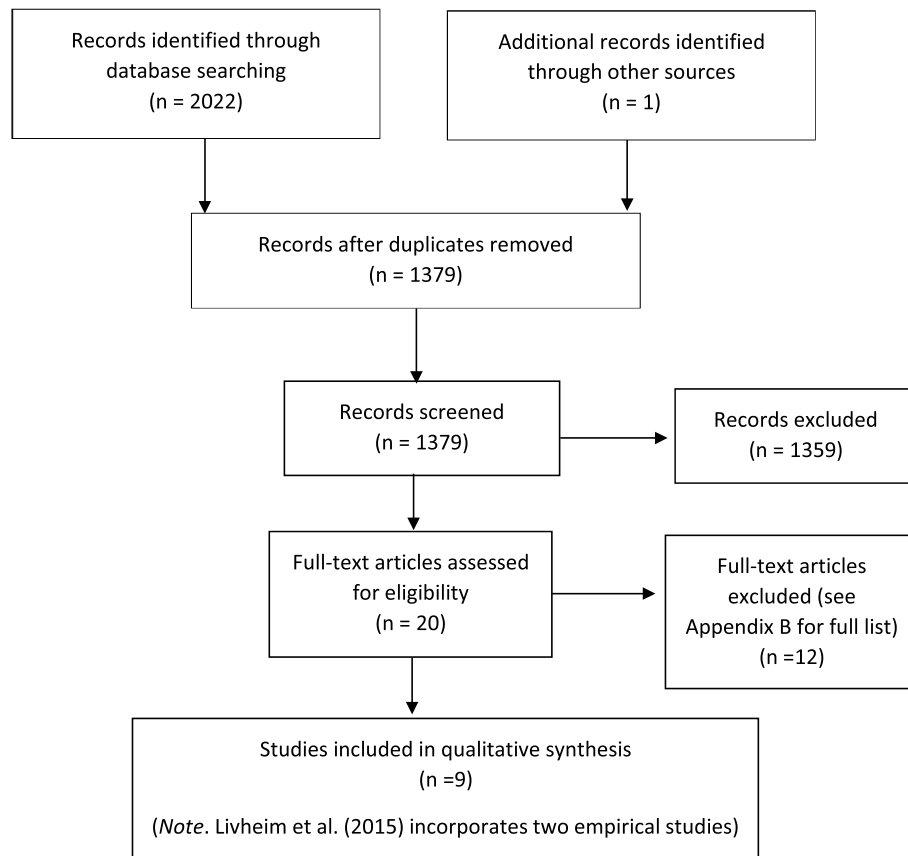 Records identified through
database searching
(n = 2022)
Additional records identified
through other sources
(n = 1)
Records after duplicates removed
(n = 1379)
Records screened
(n = 1379)
Records excluded
(n = 1359)
Full-text articles assessed
for eligibility
(n = 20)
Full-text articles
excluded (see
Appendix B for full list)
(n =12)
Studies included in qualitative synthesis
(n =9)
(Note. Livheim et al. (2015) incorporates two empirical studies)